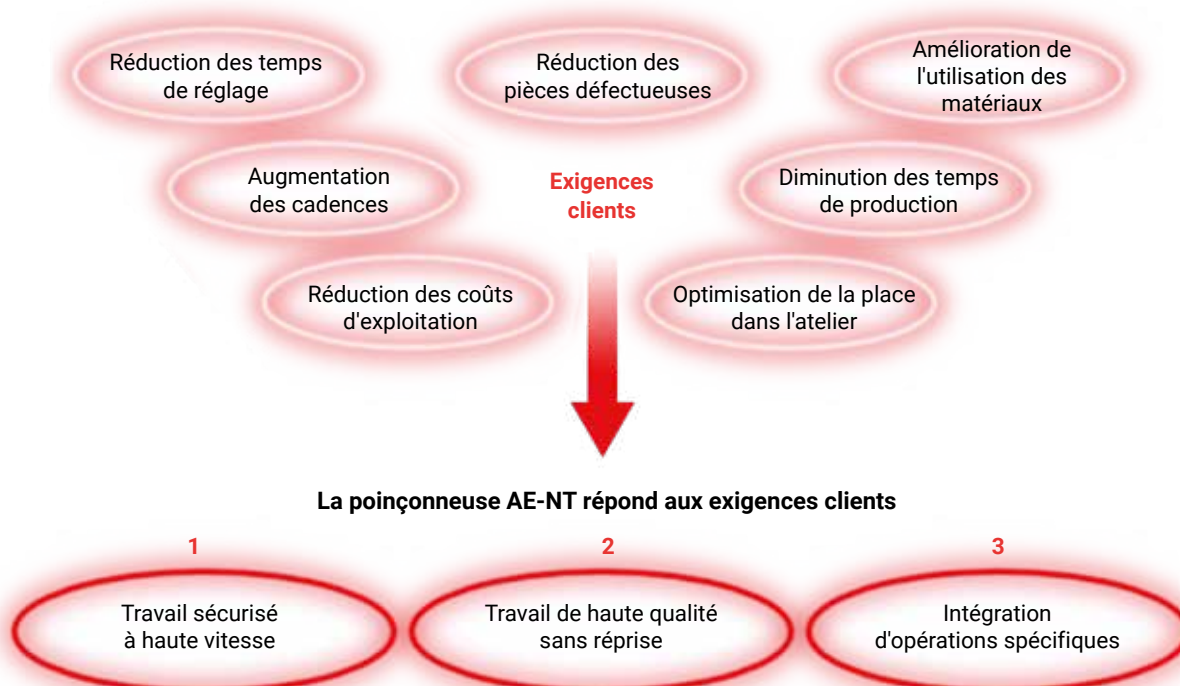 Réduction des temps
de réglage
Réduction des
pièces défectueuses
Amélioration de
l'utilisation des
matériaux
Augmentation
des cadences
Exigences
clients
Diminution des temps
de production
Réduction des coûts
d'exploitation
Optimisation de la place
dans l'atelier
La poinçonneuse AE-NT répond aux exigences clients
1
2
3
Travail sécurisé
à haute vitesse
Travail de haute qualité
sans réprise
Intégration
d'opérations spécifiques